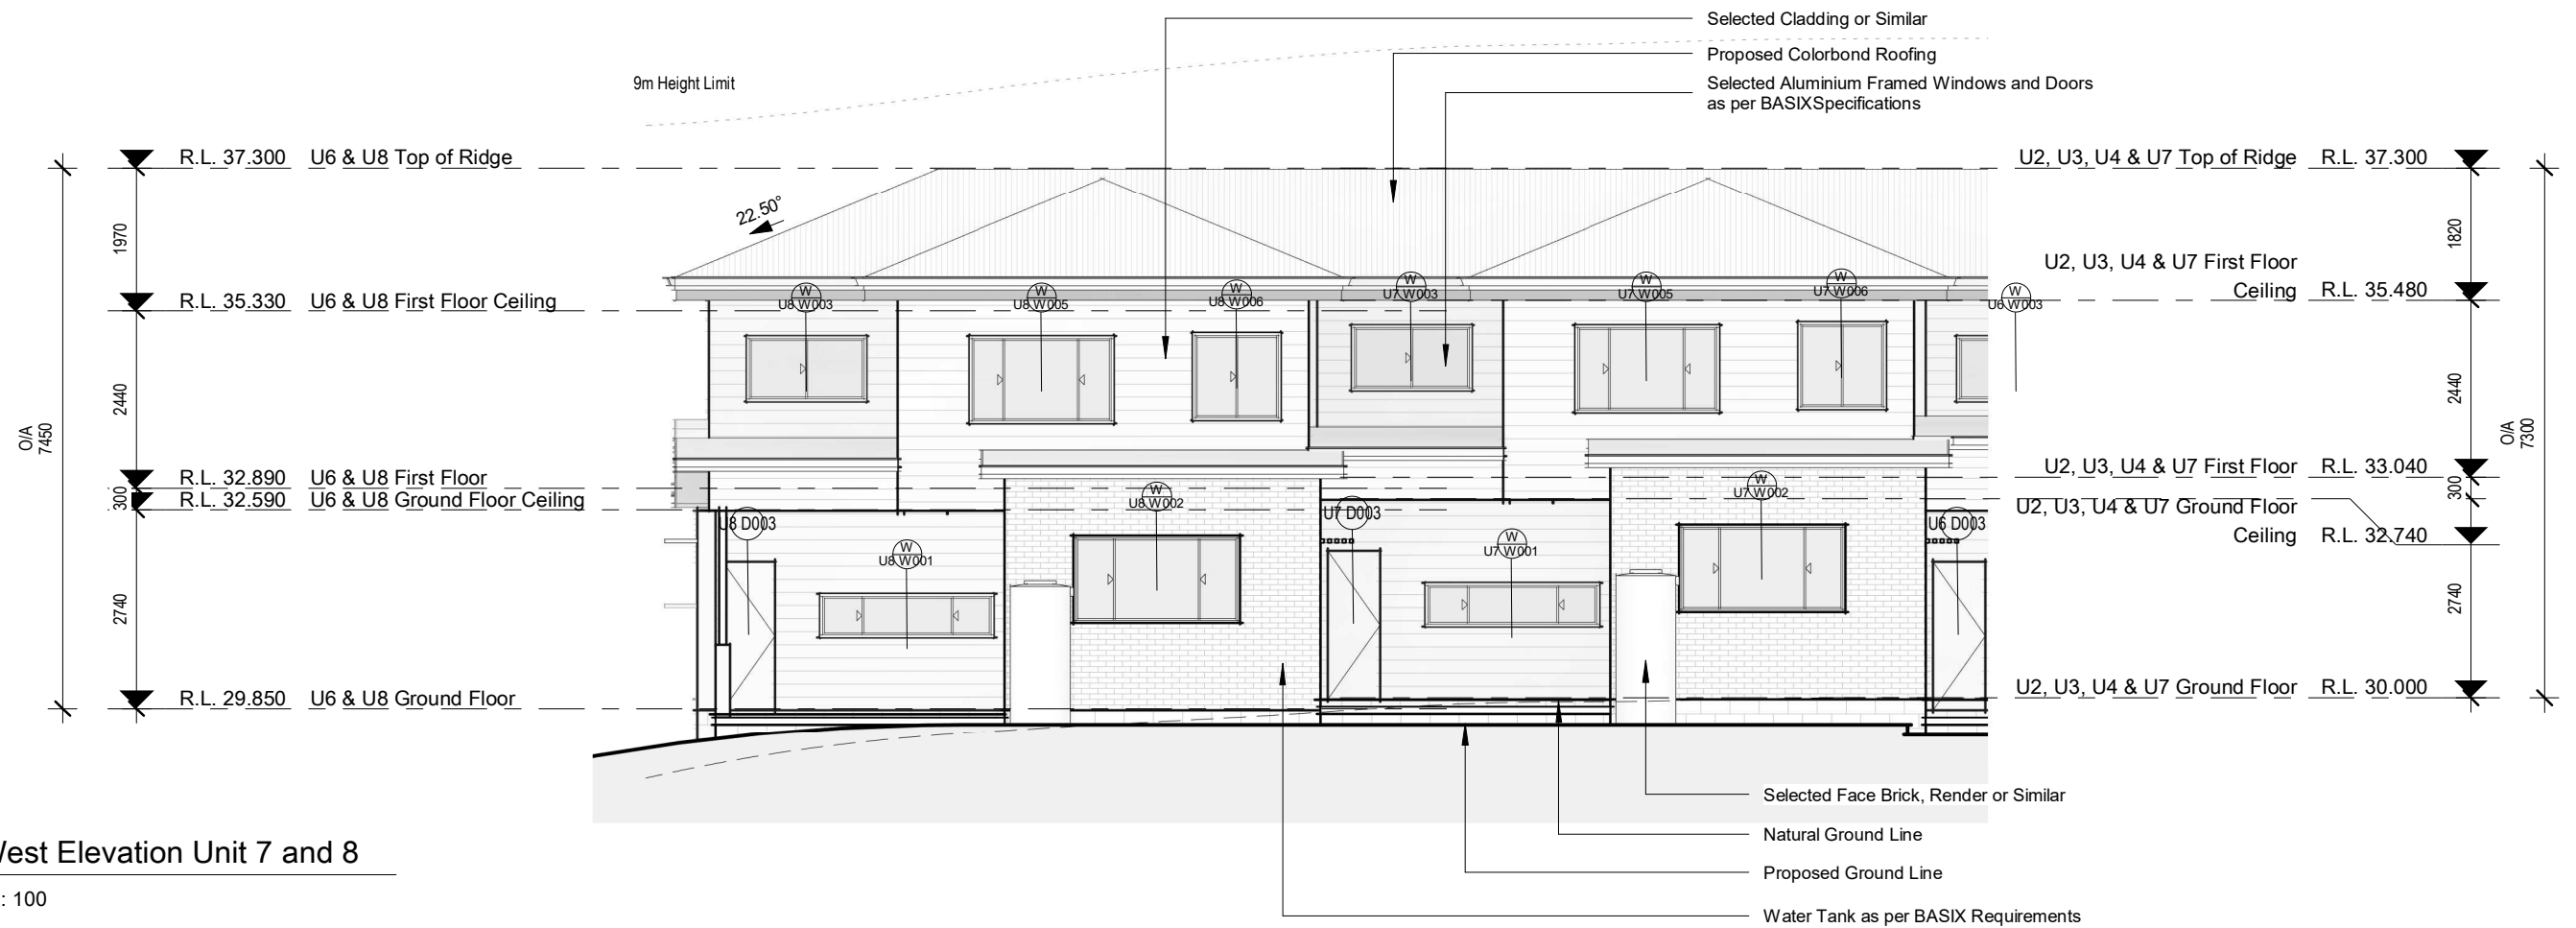 Selected Cladding or Similar
Proposed Colorbond Roofing
9m Height Limit
Selected Aluminium Framed Windows and Doors
as per BASIXSpecifications
R.L. 37.300 U6 & U8 Top of Ridge
U2, U3, U4 & U7 Top of Ridge R.L. 37.300
22.50°
1970
1820
U2, U3, U4 & U7 First Floor
Ceiling R.L. 35.480
R.L. 35.330 U6 & U8 First Floor Ceiling
W
U8 W003
W
U8 W005
W
U8 W006
W
U7 W003
W
U7 W005
W
U7 W006
W
U6 W003
2440
2440
O/A
7450
O/A
7300
R.L. 32.890 U6 & U8 First Floor
U2, U3, U4 & U7 First Floor R.L. 33.040
300
300
R.L. 32.590 U6 & U8 Ground Floor Ceiling
U2, U3, U4 & U7 Ground Floor
Ceiling R.L. 32.740
W
U8 W002
W
U7 W002
U8 D003
U7 D003
U6 D003
W
U8 W001
W
U7 W001
2740
2740
R.L. 29.850 U6 & U8 Ground Floor
U2, U3, U4 & U7 Ground Floor R.L. 30.000
Selected Face Brick, Render or Similar
Natural Ground Line
Proposed Ground Line
Water Tank as per BASIX Requirements
West Elevation Unit 7 and 8
: 100